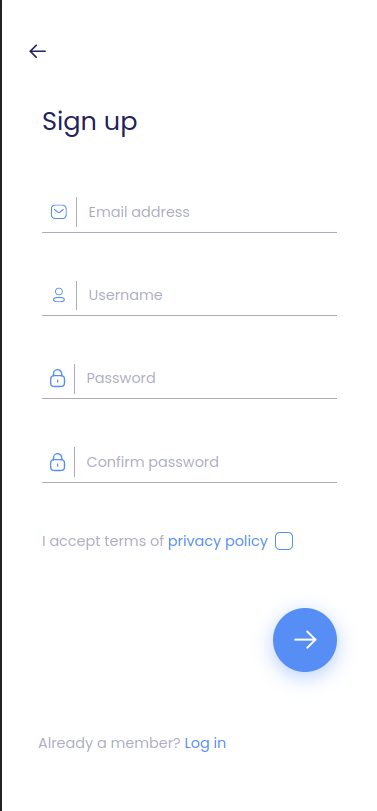 Sign up
Email address
Username
Password
Confirm password
I accept terms of privacy policy
Already a member? Log in